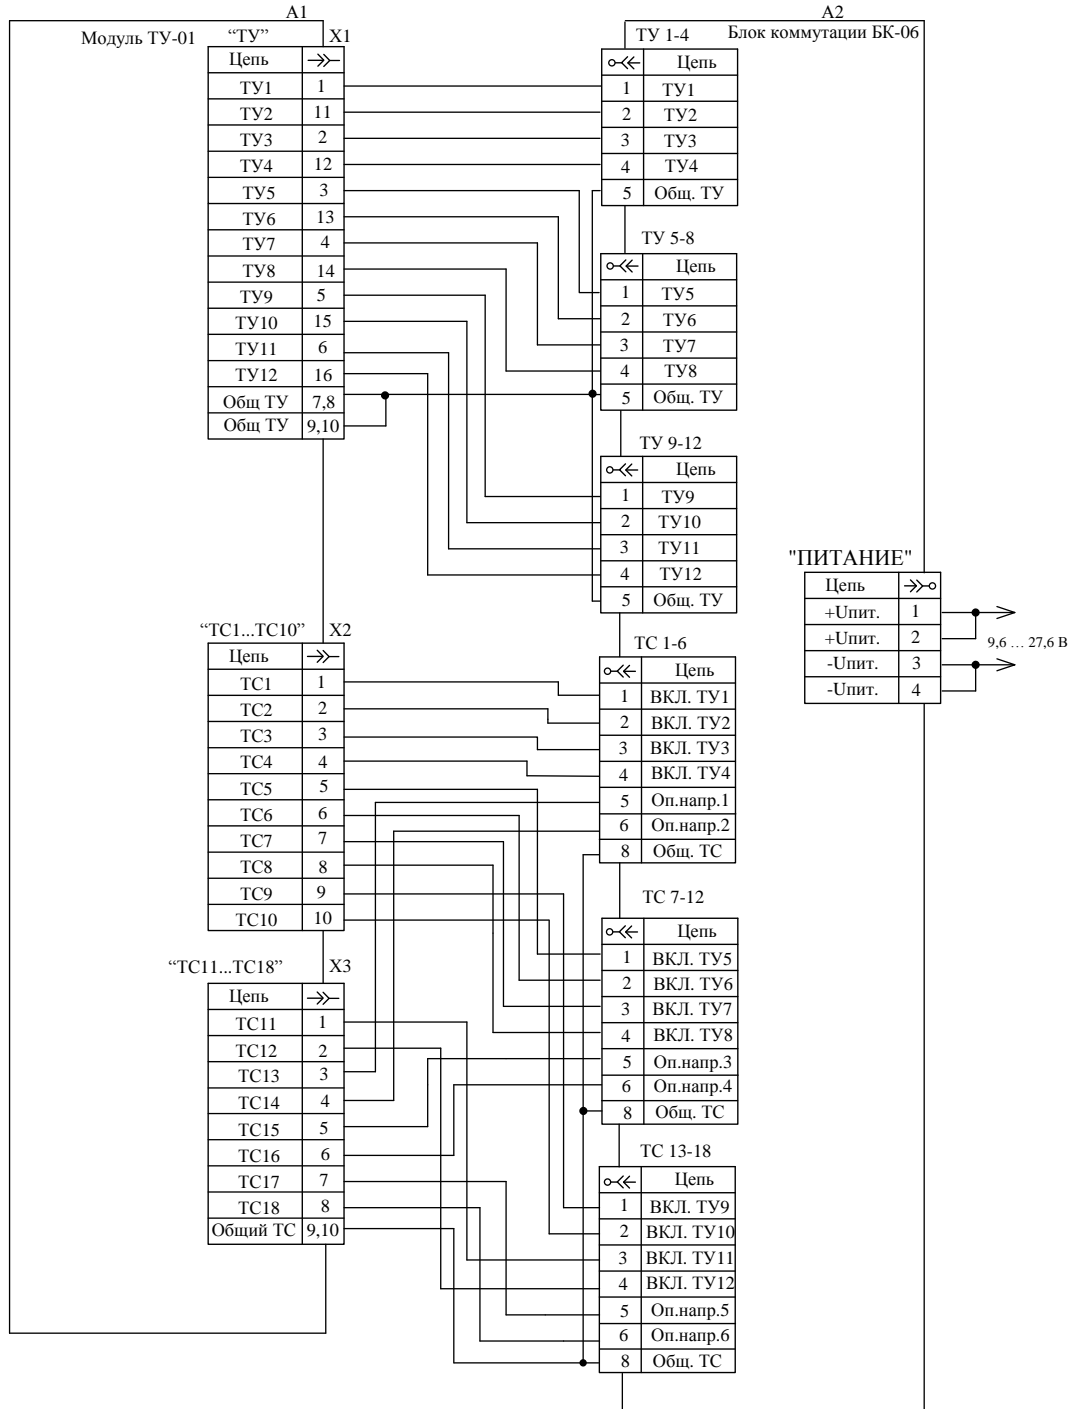 A1
Модуль ТУ-01
“ТУ” X1
Цепь
ТУ1 1
ТУ2 11
ТУ3 2
ТУ4 12
ТУ5 3
ТУ6 13
ТУ7 4
ТУ8 14
ТУ9 5
ТУ10 15
ТУ11 6
ТУ12 16
Общ ТУ 7,8
Общ ТУ 9,10
“ТС1...ТС10” X2
Цепь
ТС1 1
ТС2 2
ТС3 3
ТС4 4
ТС5 5
ТС6 6
ТС7 7
ТС8 8
ТС9 9
ТС10 10
“ТС11...ТС18” X3
Цепь
ТС11 1
ТС12 2
ТС13 3
ТС14 4
ТС15 5
ТС16 6
ТС17 7
ТС18 8
Общий ТС 9,10
A2
Блок коммутации БК-06
ТУ 1-4
Цепь
1 ТУ1
2 ТУ2
3 ТУ3
4 ТУ4
5 Общ. ТУ
ТУ 5-8
Цепь
1 ТУ5
2 ТУ6
3 ТУ7
4 ТУ8
5 Общ. ТУ
ТУ 9-12
Цепь
1 ТУ9
2 ТУ10
3 ТУ11
4 ТУ12
5 Общ. ТУ
ТС 1-6
Цепь
1 ВКЛ. ТУ1
2 ВКЛ. ТУ2
3 ВКЛ. ТУ3
4 ВКЛ. ТУ4
5 Оп.напр.1
6 Оп.напр.2
8 Общ. ТС
ТС 7-12
Цепь
1 ВКЛ. ТУ5
2 ВКЛ. ТУ6
3 ВКЛ. ТУ7
4 ВКЛ. ТУ8
5 Оп.напр.3
6 Оп.напр.4
8 Общ. ТС
ТС 13-18
Цепь
1 ВКЛ. ТУ9
2 ВКЛ. ТУ10
3 ВКЛ. ТУ11
4 ВКЛ. ТУ12
5 Оп.напр.5
6 Оп.напр.6
8 Общ. ТС
"ПИТАНИЕ"
Цепь
+Uпит. 1
+Uпит. 2
-Uпит. 3
-Uпит. 4
9,6 … 27,6 В